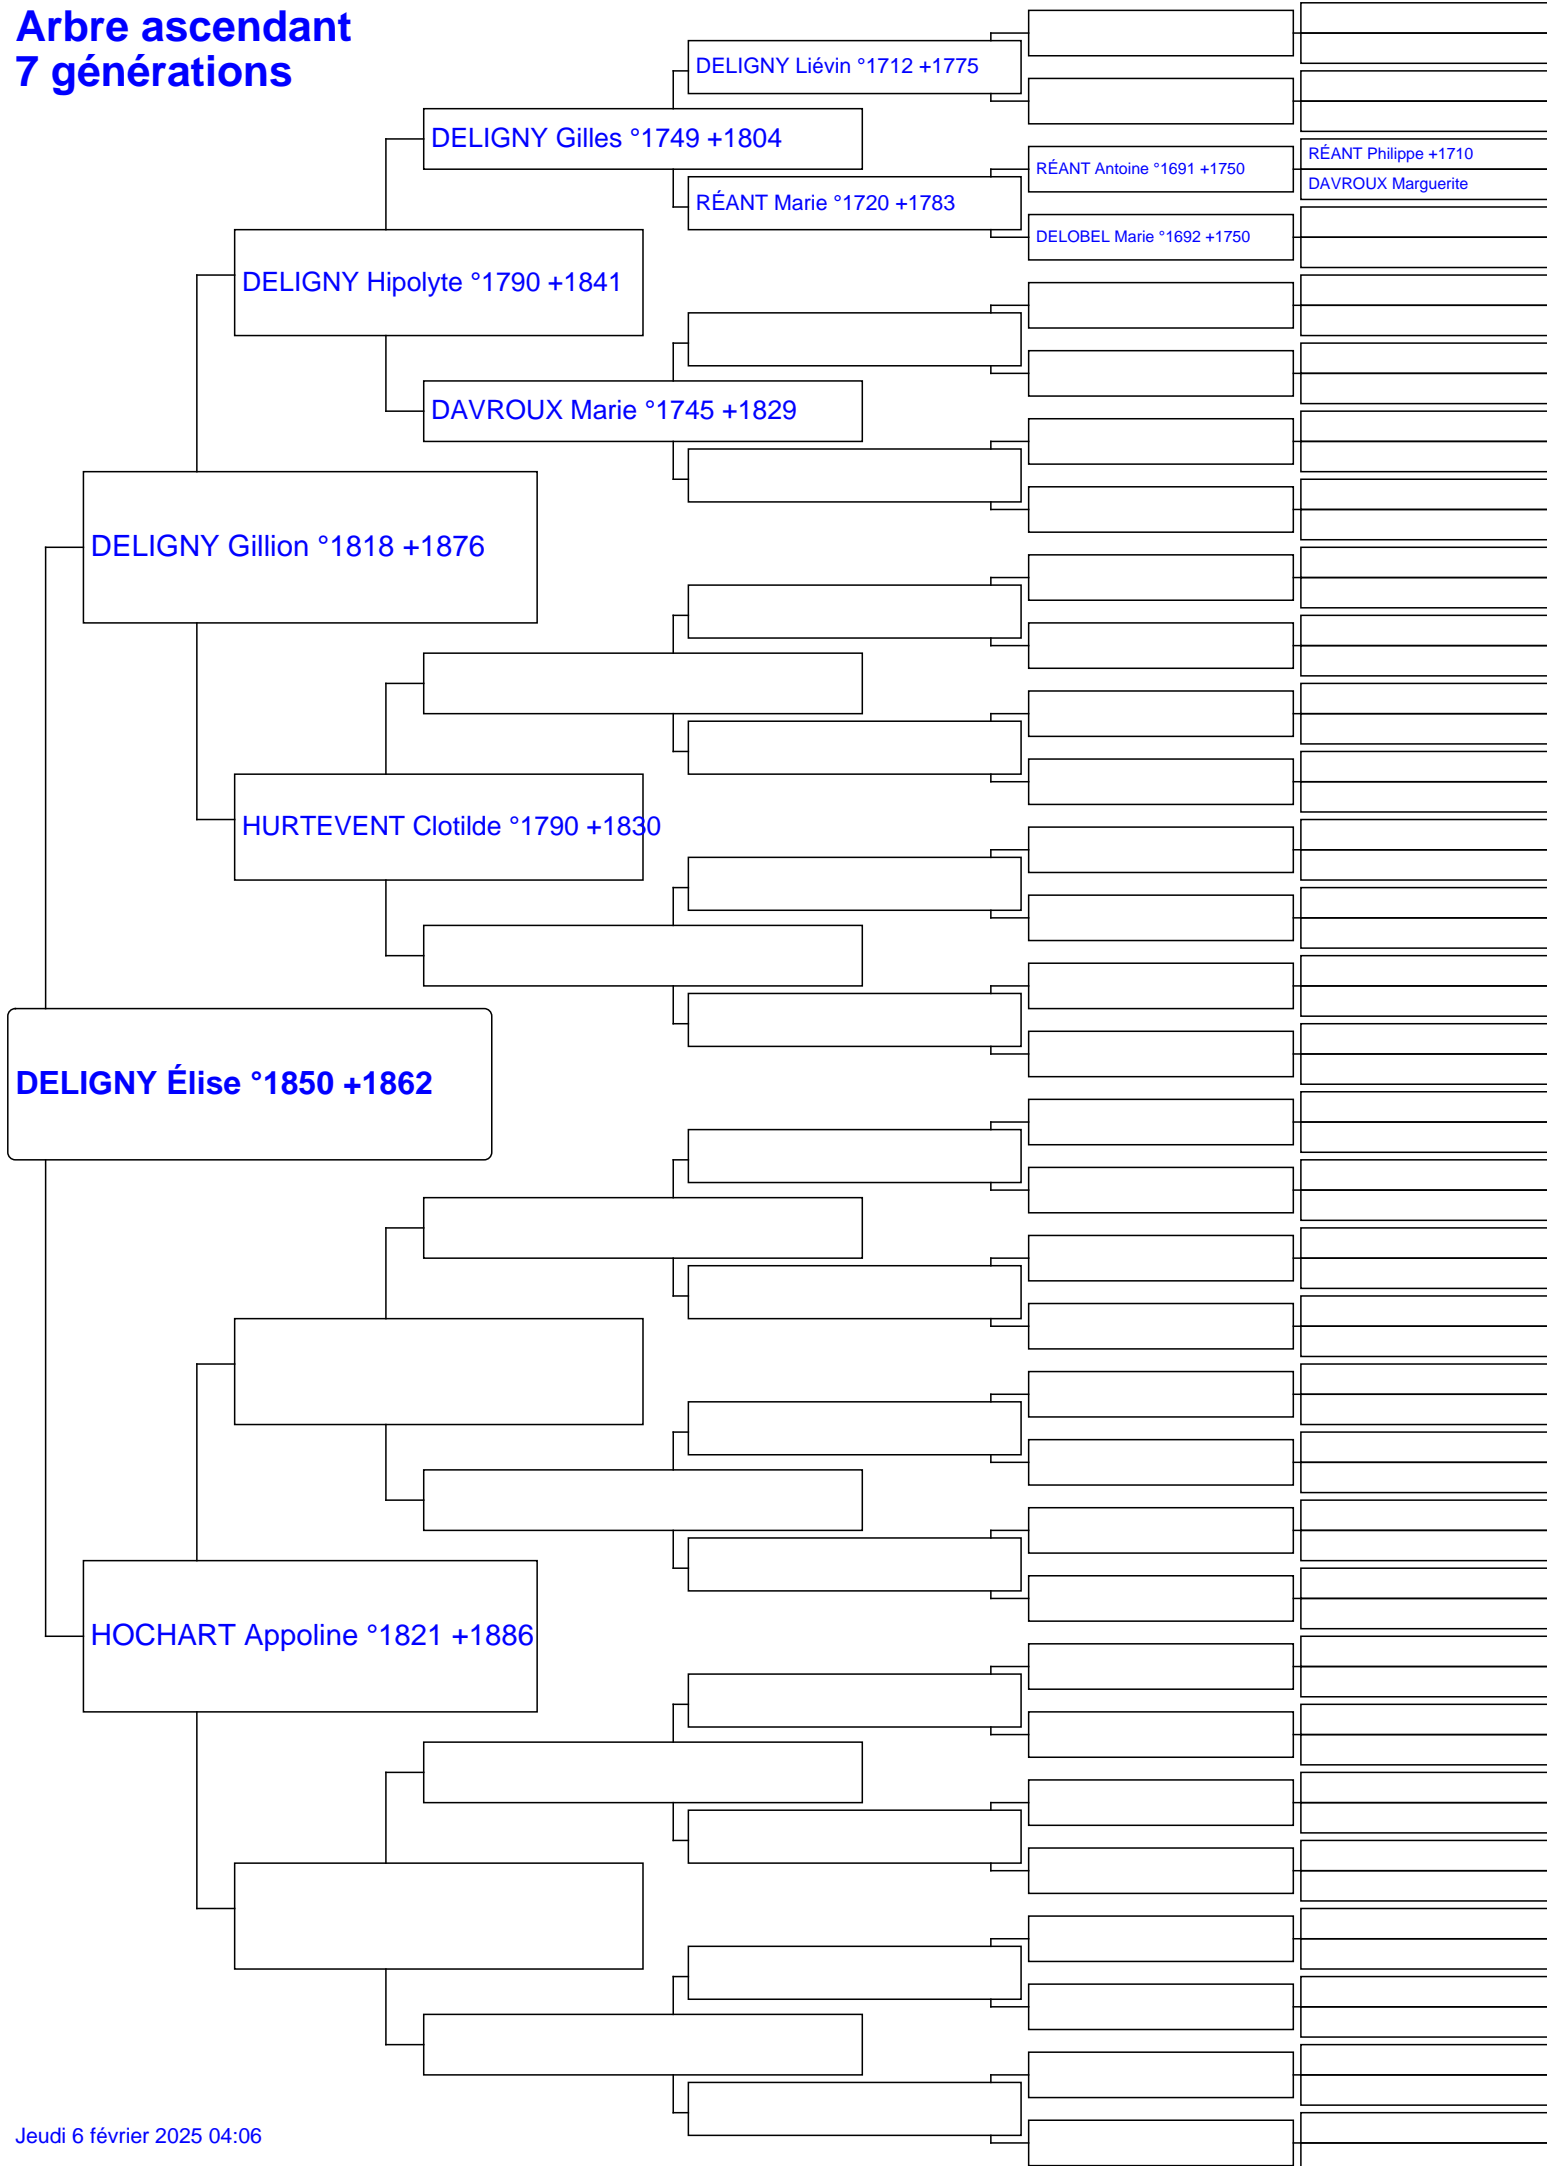 Arbre ascendant
7 générations
DELIGNY Liévin °1712 +1775
DELIGNY Gilles °1749 +1804
RÉANT Philippe +1710
RÉANT Antoine °1691 +1750
DAVROUX Marguerite
RÉANT Marie °1720 +1783
DELOBEL Marie °1692 +1750
DELIGNY Hipolyte °1790 +1841
DAVROUX Marie °1745 +1829
DELIGNY Gillion °1818 +1876
HURTEVENT Clotilde °1790 +1830
DELIGNY Élise °1850 +1862
HOCHART Appoline °1821 +1886
Jeudi 6 février 2025 04:06